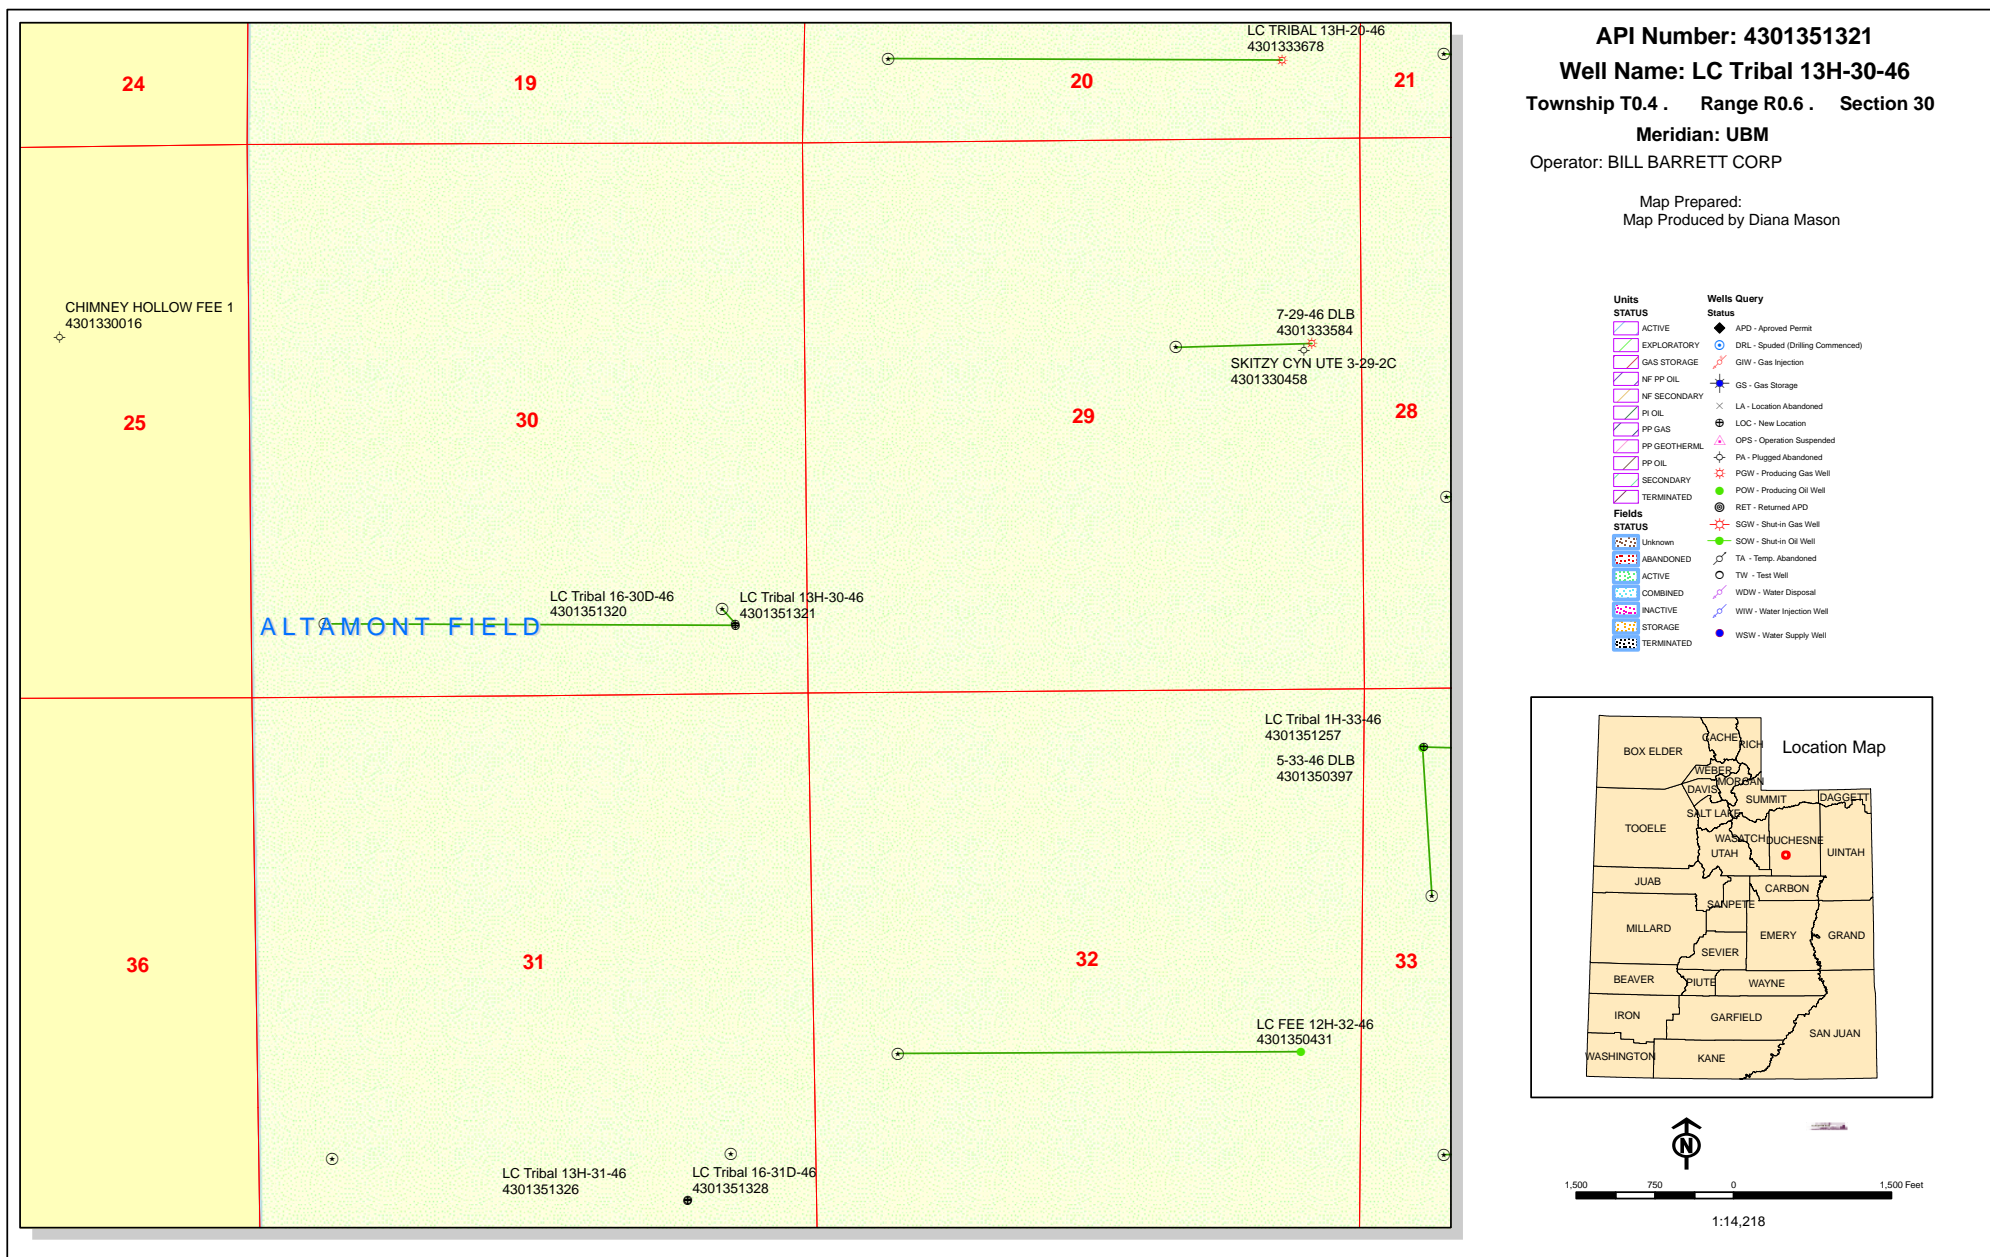 API Number: 4301351321
Well Name: LC Tribal 13H-30-46
Township T0.4 . Range R0.6 . Section 30
Meridian: UBM
Operator: BILL BARRETT CORP
Map Prepared:
Map Produced by Diana Mason
LC TRIBAL 13H-20-46
4301333678
24
19
20
21
CHIMNEY HOLLOW FEE 1
4301330016
7-29-46 DLB
4301333584
SKITZY CYN UTE 3-29-2C
4301330458
25
30
29
28
LC Tribal 16-30D-46
4301351320
LC Tribal 13H-30-46
4301351321
ALTAMONT FIELD
LC Tribal 1H-33-46
4301351257
5-33-46 DLB
4301350397
36
31
32
33
LC FEE 12H-32-46
4301350431
LC Tribal 13H-31-46
4301351326
LC Tribal 16-31D-46
4301351328
Units
STATUS
ACTIVE
EXPLORATORY
GAS STORAGE
NF PP OIL
NF SECONDARY
PI OIL
PP GAS
PP GEOTHERML
PP OIL
SECONDARY
TERMINATED
Fields
STATUS
Unknown
ABANDONED
ACTIVE
COMBINED
INACTIVE
STORAGE
TERMINATED
Wells Query
Status
APD - Aproved Permit
DRL - Spuded (Drilling Commenced)
GIW - Gas Injection
GS - Gas Storage
LA - Location Abandoned
LOC - New Location
OPS - Operation Suspended
PA - Plugged Abandoned
PGW - Producing Gas Well
POW - Producing Oil Well
RET - Returned APD
SGW - Shut-in Gas Well
SOW - Shut-in Oil Well
TA - Temp. Abandoned
TW - Test Well
WDW - Water Disposal
WIW - Water Injection Well
WSW - Water Supply Well
Location Map
BOX ELDER
CACHE
RICH
WEBER
MORGAN
DAVIS
SUMMIT
DAGGETT
SALT LAKE
TOOELE
WASATCH
DUCHESNE
UTAH
UINTAH
JUAB
CARBON
SANPETE
MILLARD
EMERY
GRAND
SEVIER
BEAVER
PIUTE
WAYNE
IRON
GARFIELD
SAN JUAN
WASHINGTON
KANE
N
1,500 750 0 1,500 Feet
1:14,218